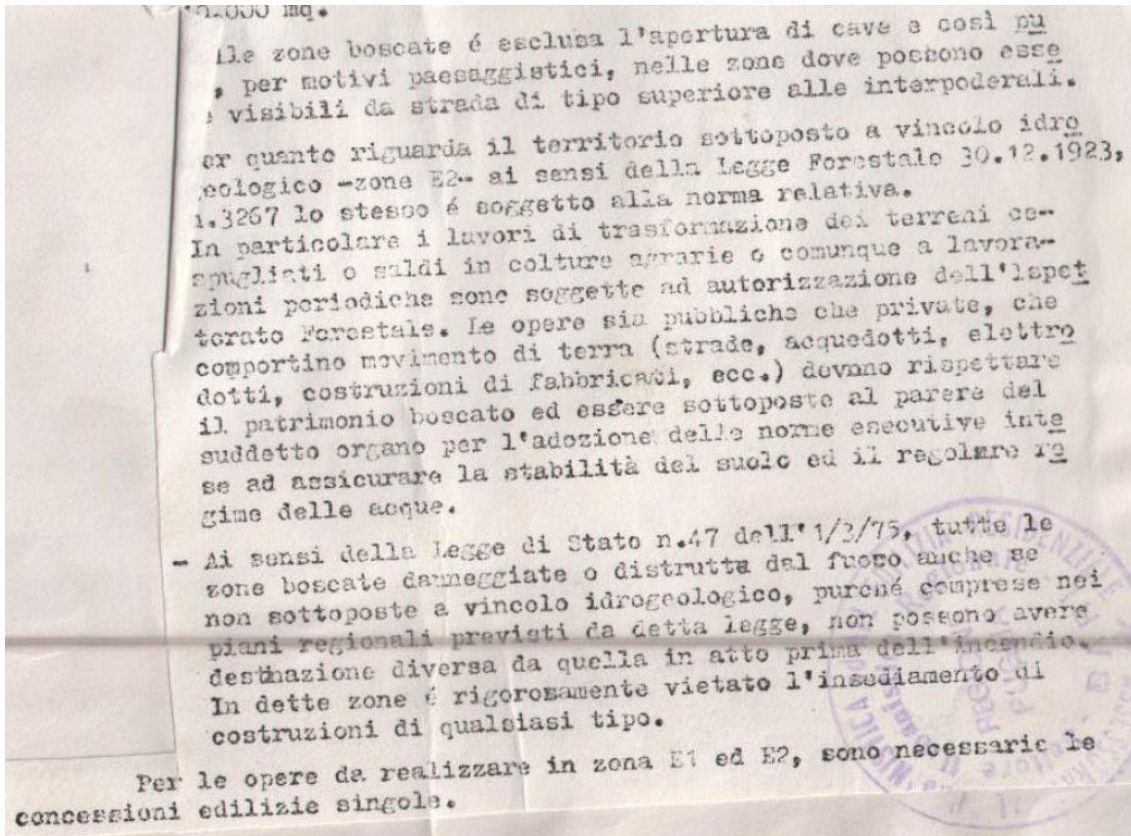 10.000 mq.
lle zone boscate é esclusa l'apertura di cave e così pu
, per motivi paesaggistici, nelle zone dove possono esse
e visibili da strada di tipo superiore alle interpoderali.
er quanto riguarda il territorio sottoposto a vincolo idro
eologico -zone E2- ai sensi della Legge Forestale 30.12.1923,
n.3267 lo stesso é soggetto alla norma relativa.
In particolare i lavori di trasformazione dei terreni ce-
spugliati o saldi in colture agrarie o comunque a lavora-
zioni periodiche sono soggette ad autorizzazione dell'Ispet
torato Forestale. Le opere sia pubbliche che private, che
comportino movimento di terra (strade, acquedotti, elettro
dotti, costruzioni di fabbricati, ecc.) devono rispettare
il patrimonio boscato ed essere sottoposte al parere del
suddetto organo per l'adozione delle norme esecutive inte
se ad assicurare la stabilità del suolo ed il regolare re
gime delle acque.
- Ai sensi della Legge di Stato n.47 dell'1/3/75, tutte le
zone boscate danneggiate o distrutte dal fuoco anche se
non sottoposte a vincolo idrogeologico, purché comprese nei
piani regionali previsti da detta legge, non possono avere
destinazione diversa da quella in atto prima dell'incendio.
In dette zone é rigorosamente vietato l'insediamento di
costruzioni di qualsiasi tipo.
Per le opere da realizzare in zona E1 ed E2, sono necessarie le
concessioni edilizie singole.